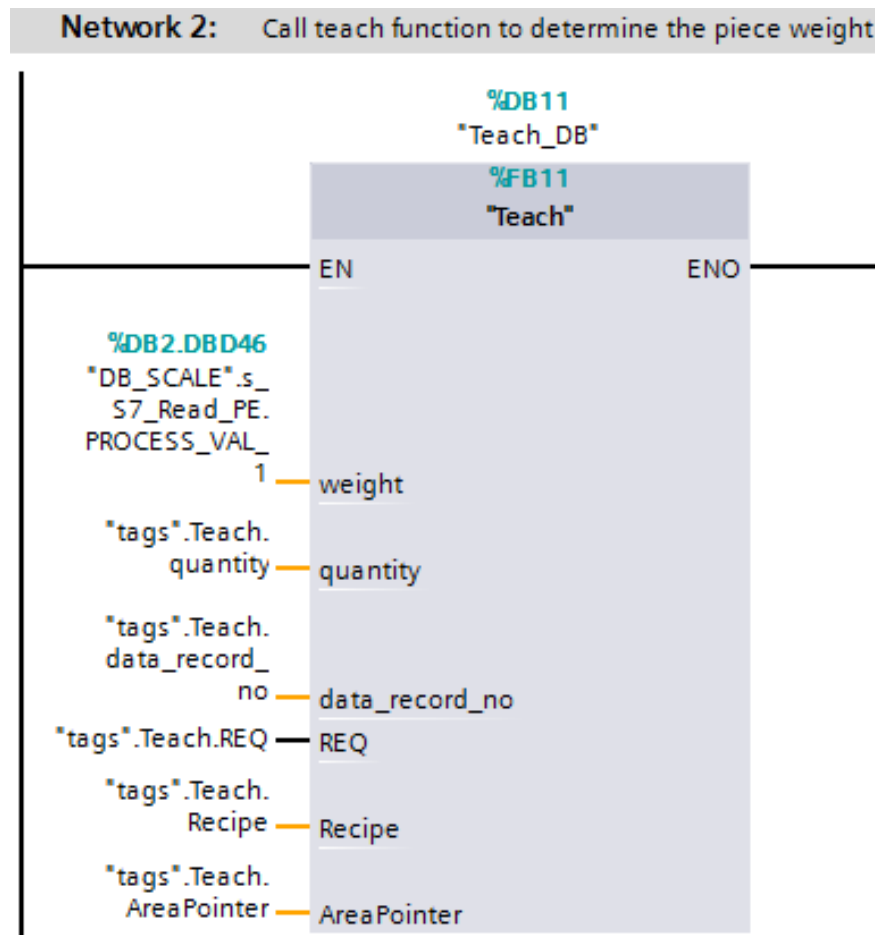 Network 2: Call teach function to determine the piece weight
%DB11
"Teach_DB"
%FB11
"Teach"
EN ENO
%DB2.DBD46
"DB_SCALE".s_
S7_Read_PE.
PROCESS_VAL_
1 weight
"tags".Teach.
quantity quantity
"tags".Teach.
data_record_
no data_record_no
"tags".Teach.REQ REQ
"tags".Teach.
Recipe Recipe
"tags".Teach.
AreaPointer AreaPointer